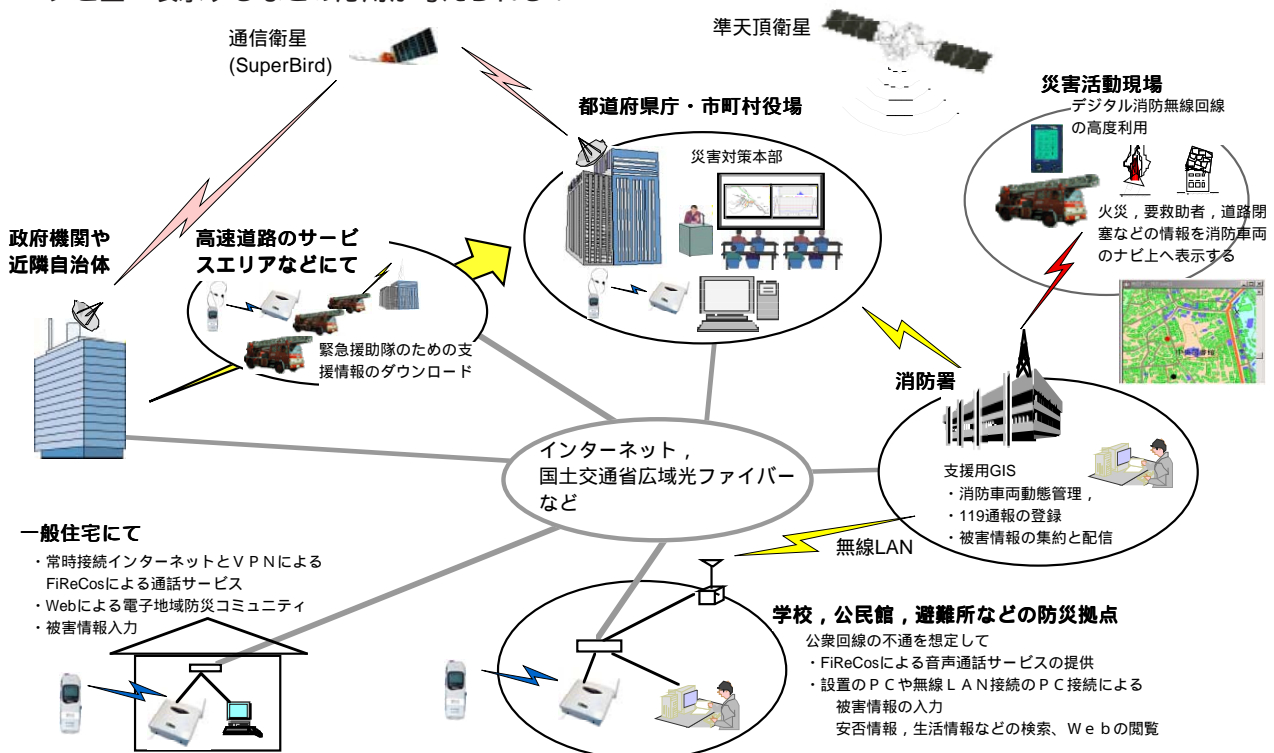 通信衛星
(SuperBird)
準天頂衛星
災害活動現場
デジタル消防無線回線
の高度利用
火災，要救助者，道路閉
塞などの情報を消防車両
のナビ上へ表示する
都道府県庁・市町村役場
災害対策本部
政府機関や
近隣自治体
高速道路のサービ
スエリアなどにて
緊急援助隊のための支
援情報のダウンロード
消防署
支援用GIS
・消防車両動態管理，
・119通報の登録
・被害情報の集約と配信
インターネット，
国土交通省広域光ファイバー
など
無線LAN
一般住宅にて
・常時接続インターネットとＶＰＮによる
FiReCosによる通話サービス
・Webによる電子地域防災コミュニティ
・被害情報入力
学校，公民館，避難所などの防災拠点
公衆回線の不通を想定して
・FiReCosによる音声通話サービスの提供
・設置のＰＣや無線ＬＡＮ接続のＰＣ接続による
被害情報の入力
安否情報，生活情報などの検索、Ｗｅｂの閲覧